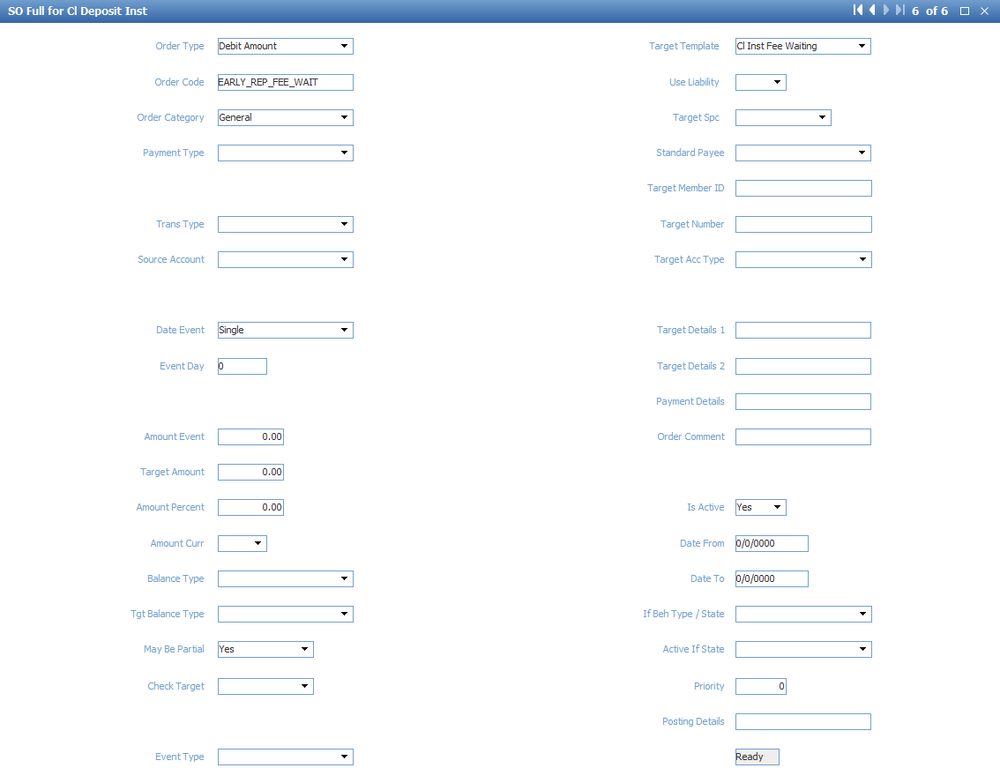 SO Full for Cl Deposit Inst 6 of 6
Order Type Debit Amount Target Template Cl Inst Fee Waiting
Order Code EARLY_REP_FEE_WAIT Use Liability
Order Category General Target Spc
Payment Type Standard Payee
Target Member ID
Trans Type Target Number
Source Account Target Acc Type
Date Event Single Target Details 1
Event Day 0 Target Details 2
Payment Details
Amount Event 0.00 Order Comment
Target Amount 0.00
Amount Percent 0.00 Is Active Yes
Amount Curr Date From 0/0/0000
Balance Type Date To 0/0/0000
Tgt Balance Type If Beh Type / State
May Be Partial Yes Active If State
Check Target Priority 0
Posting Details
Event Type Ready